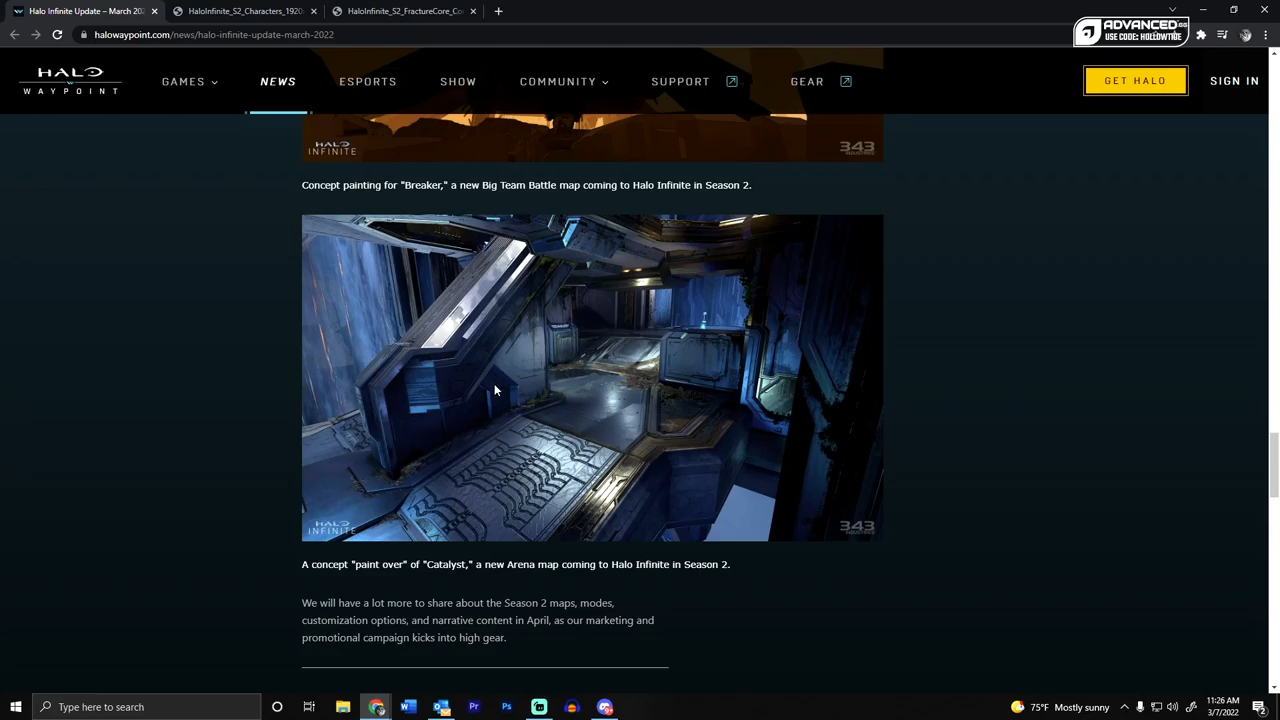 Halo Infinite Update – March 202
HaloInfinite_S2_Characters_1920
HaloInfinite_S2_FractureCore_Co
halowaypoint.com/news/halo-infinite-update-march-2022
ADVANCED.gg
USE CODE: HOLLOWTIDE
HALO
WAYPOINT
GAMES
NEWS
ESPORTS
SHOW
COMMUNITY
SUPPORT
GEAR
GET HALO
SIGN IN
HALO
INFINITE
343
INDUSTRIES
Concept painting for "Breaker," a new Big Team Battle map coming to Halo Infinite in Season 2.
HALO
INFINITE
343
INDUSTRIES
A concept "paint over" of "Catalyst," a new Arena map coming to Halo Infinite in Season 2.
We will have a lot more to share about the Season 2 maps, modes,
customization options, and narrative content in April, as our marketing and
promotional campaign kicks into high gear.
Type here to search
75°F Mostly sunny
11:26 AM
3/7/2022